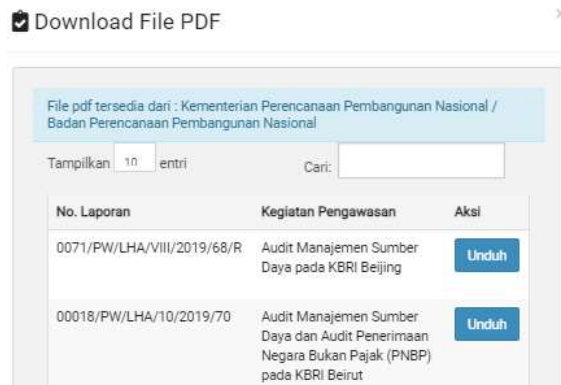 Download File PDF
File pdf tersedia dari : Kementerian Perencanaan Pembangunan Nasional /
Badan Perencanaan Pembangunan Nasional
Tampilkan 10 entri Cari:
No. Laporan Kegiatan Pengawasan Aksi
0071/PW/LHA/VIII/2019/68/R Audit Manajemen Sumber Unduh
Daya pada KBRI Beijing
00018/PW/LHA/10/2019/70 Audit Manajemen Sumber Unduh
Daya dan Audit Penerimaan
Negara Bukan Pajak (PNBP)
pada KBRI Beirut